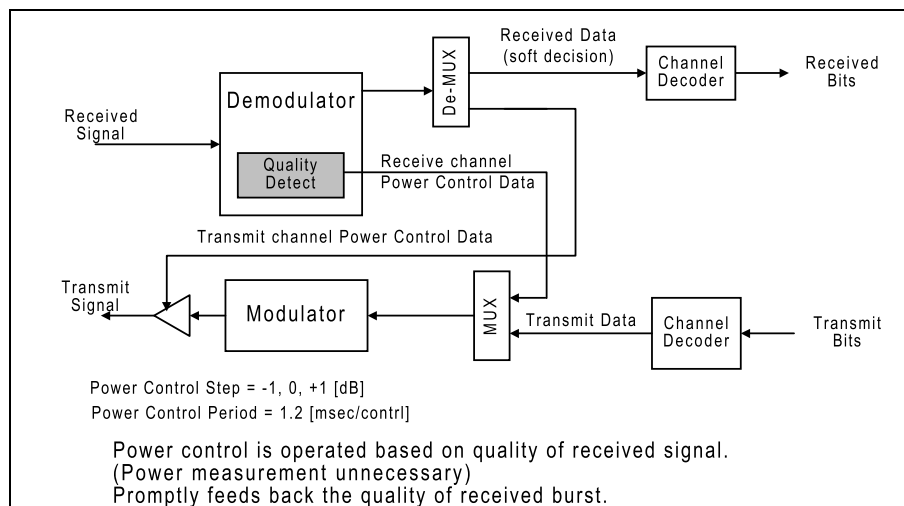 Received Data
(soft decision)
De-MUX
Channel
Decoder
Received
Bits
Demodulator
Received
Signal
Quality
Detect
Receive channel
Power Control Data
Transmit channel Power Control Data
Transmit
Signal
Modulator
MUX
Transmit Data
Channel
Decoder
Transmit
Bits
Power Control Step = -1, 0, +1 [dB]
Power Control Period = 1.2 [msec/contrl]
Power control is operated based on quality of received signal.
(Power measurement unnecessary)
Promptly feeds back the quality of received burst.